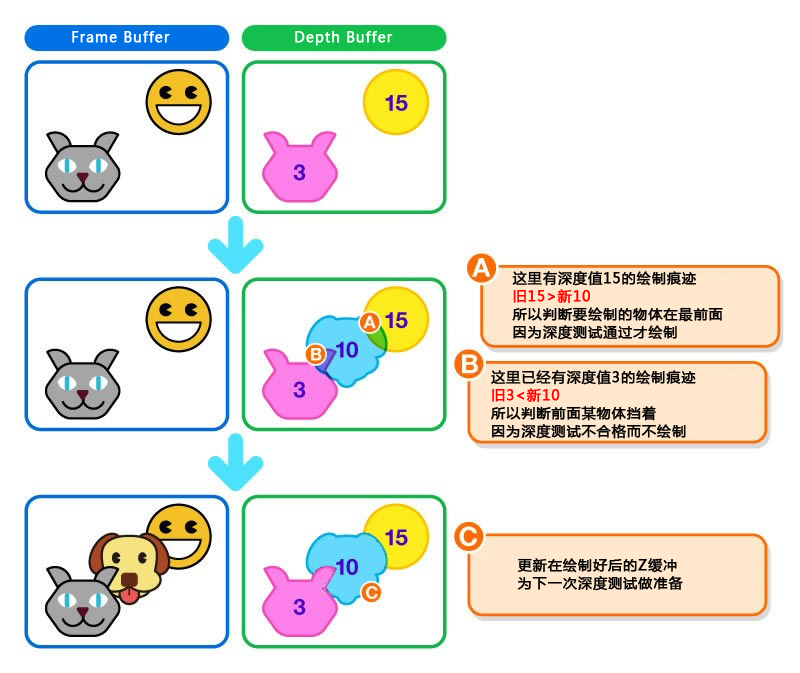 Frame Buffer
Depth Buffer
15
3
A
这里有深度值15的绘制痕迹
旧15>新10
所以判断要绘制的物体在最前面
因为深度测试通过才绘制
A
15
B
10
3
B
这里已经有深度值3的绘制痕迹
旧3<新10
所以判断前面某物体挡着
因为深度测试不合格而不绘制
15
10
3
C
C
更新在绘制好后的Z缓冲
为下一次深度测试做准备